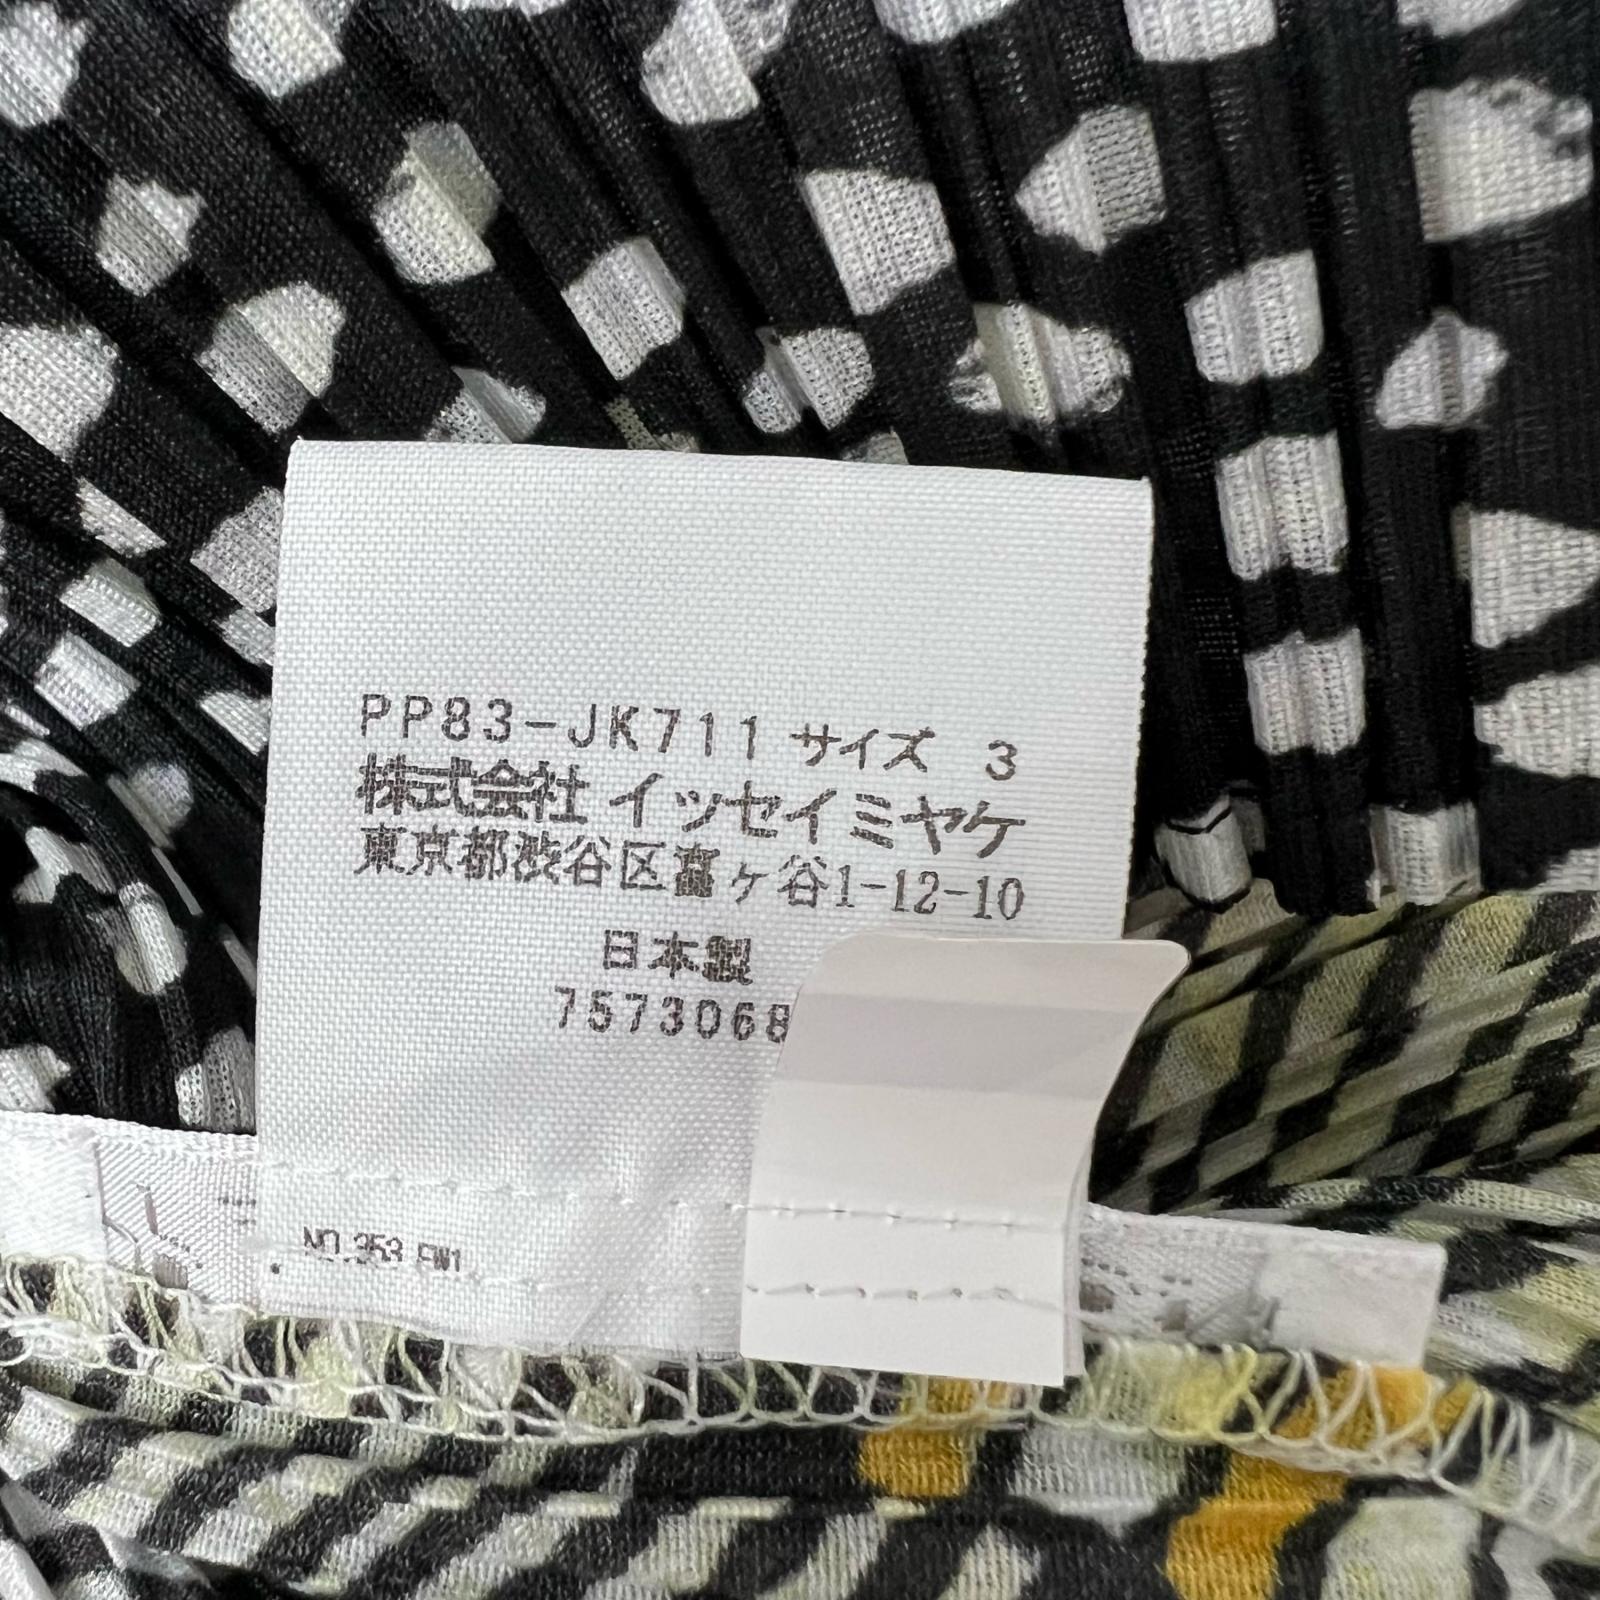 PP83-JK711 サイズ 3
株式会社 イッセイミヤケ
東京都渋谷区富ヶ谷1-12-10
日本製
7573068
NO.353 FW1